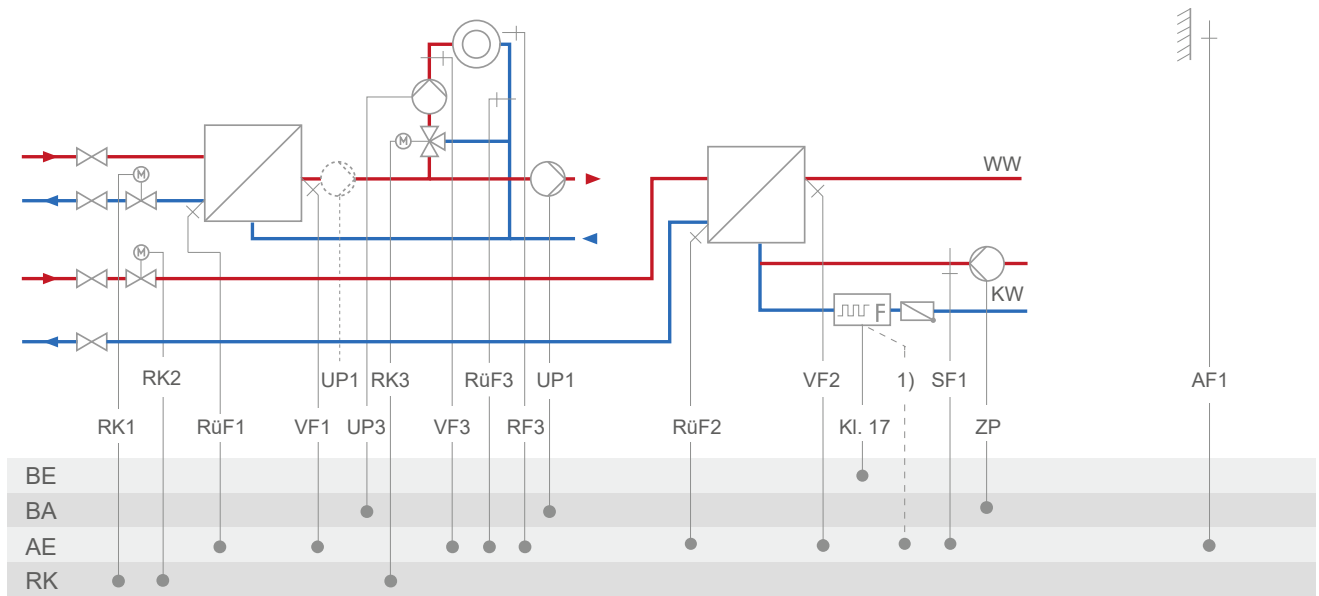 M
M
WW
M
KW
F
RK2
UP1
RK3
RüF3
UP1
VF2
1)
SF1
AF1
RK1
RüF1
VF1
UP3
VF3
RF3
RüF2
Kl. 17
ZP
BE
BA
AE
RK